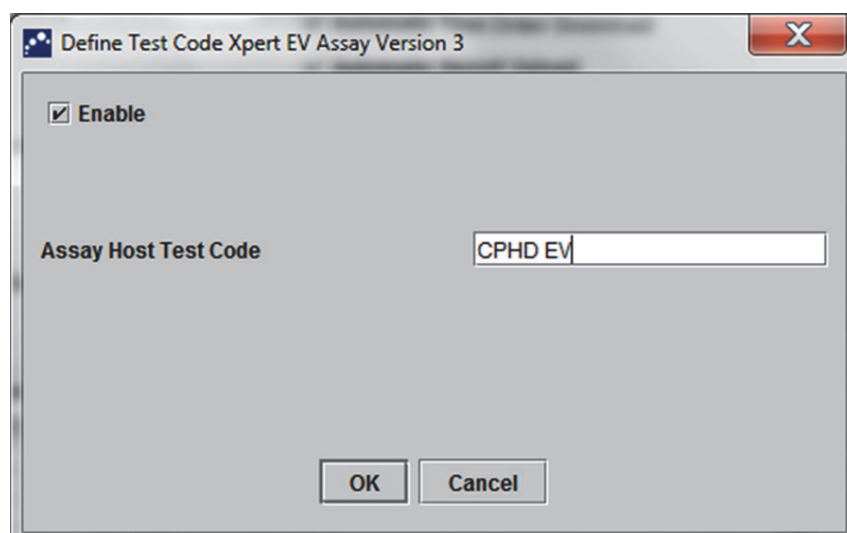 Define Test Code Xpert EV Assay Version 3
Enable
Assay Host Test Code CPHD EV
OK Cancel